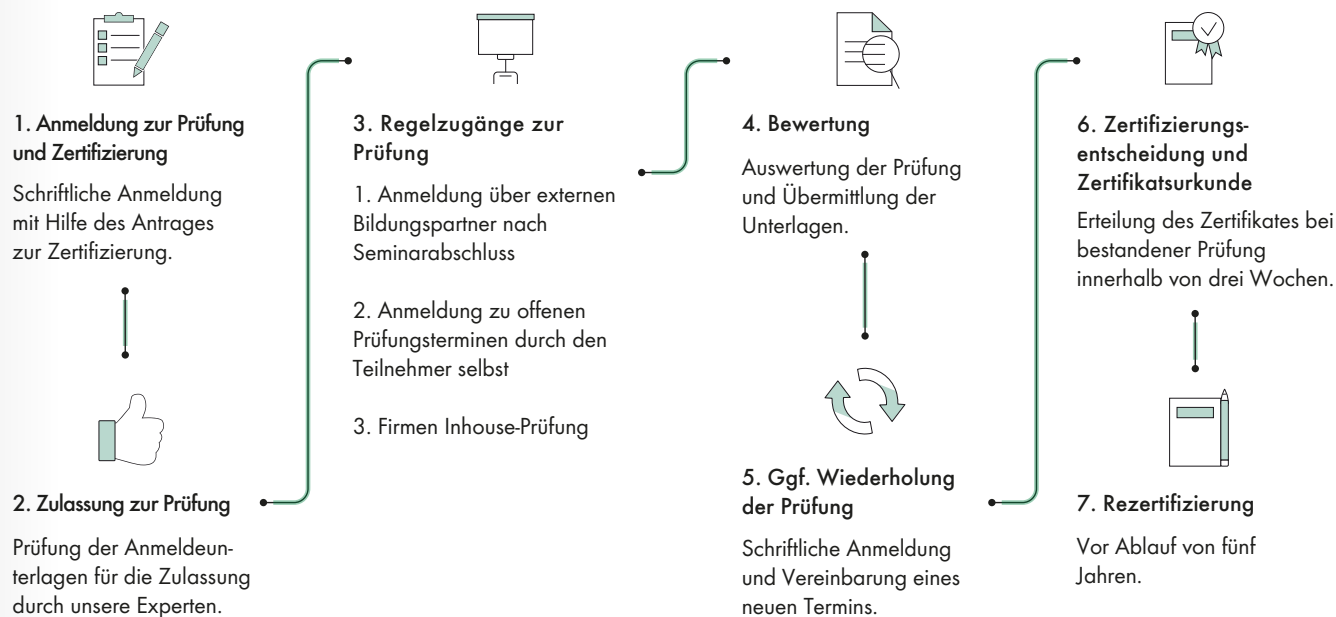 1. Anmeldung zur Prüfung
und Zertifizierung
Schriftliche Anmeldung
mit Hilfe des Antrages
zur Zertifizierung.
2. Zulassung zur Prüfung
Prüfung der Anmeldeun-
terlagen für die Zulassung
durch unsere Experten.
3. Regelzugänge zur
Prüfung
1. Anmeldung über externen
Bildungspartner nach
Seminarabschluss
2. Anmeldung zu offenen
Prüfungsterminen durch den
Teilnehmer selbst
3. Firmen Inhouse-Prüfung
4. Bewertung
Auswertung der Prüfung
und Übermittlung der
Unterlagen.
5. Ggf. Wiederholung
der Prüfung
Schriftliche Anmeldung
und Vereinbarung eines
neuen Termins.
6. Zertifizierungs-
entscheidung und
Zertifikatsurkunde
Erteilung des Zertifikates bei
bestandener Prüfung
innerhalb von drei Wochen.
7. Rezertifizierung
Vor Ablauf von fünf
Jahren.